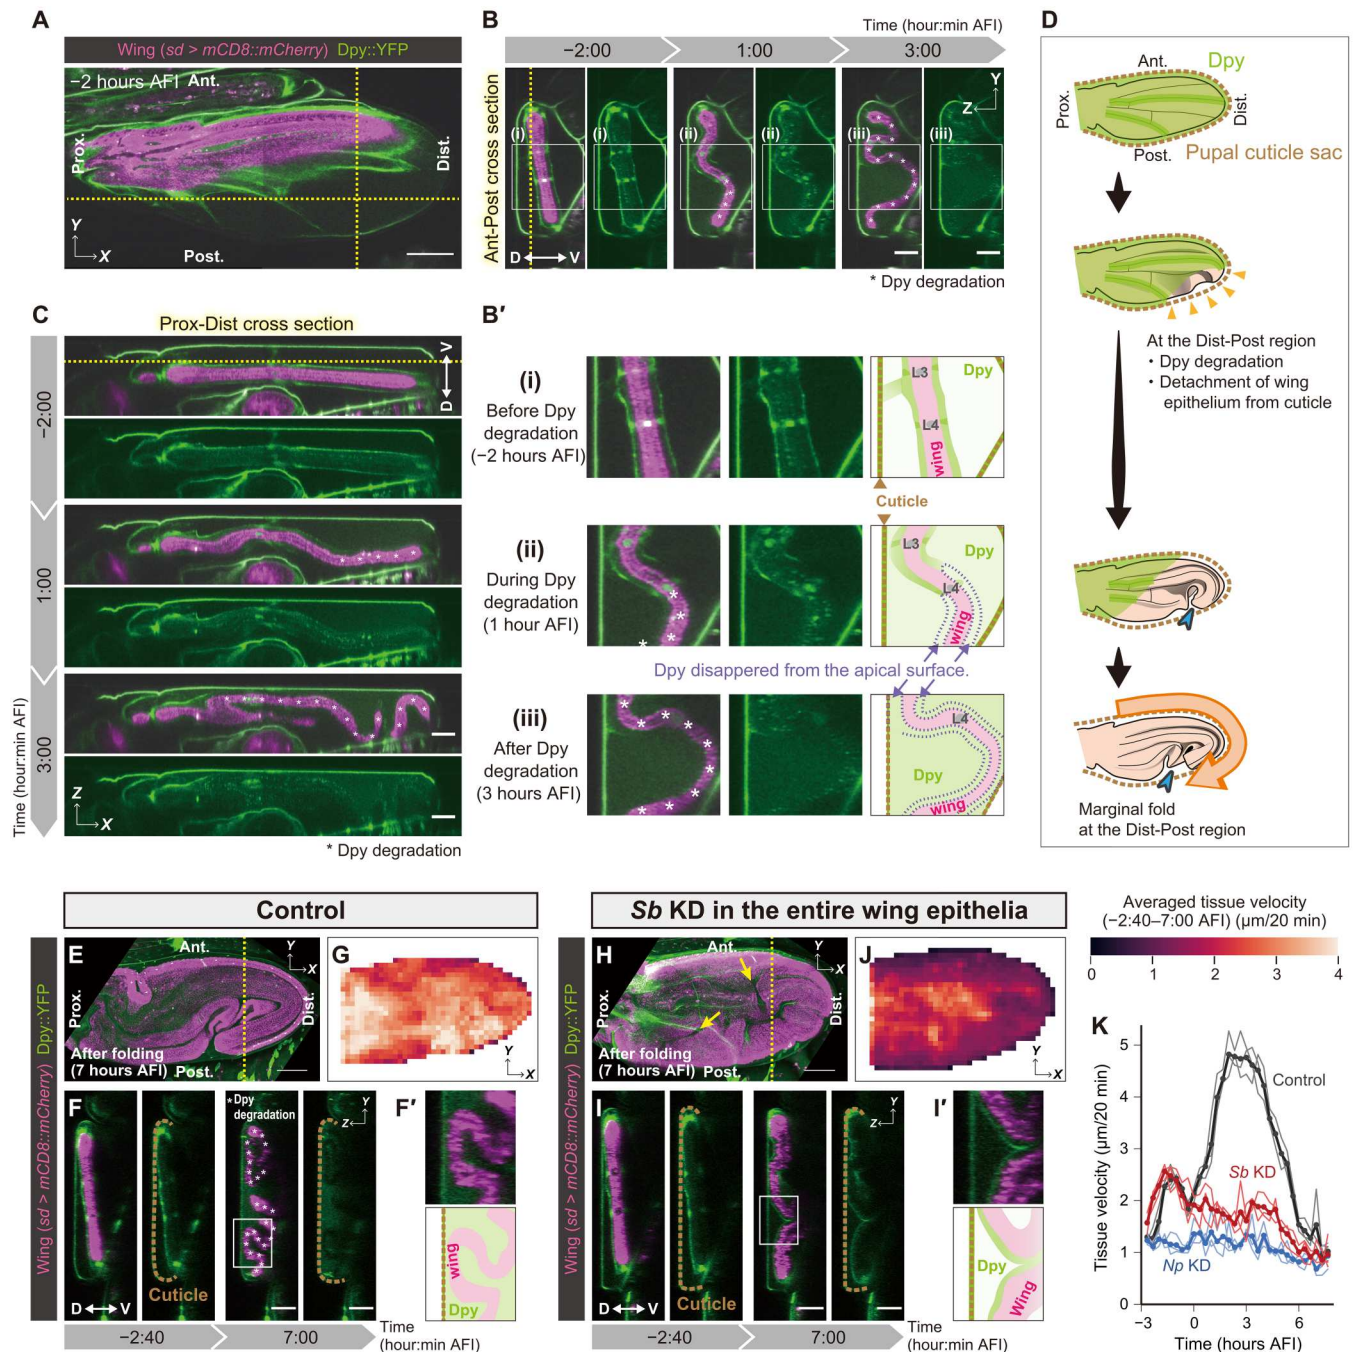 A
Wing (sd > mCD8::mCherry) Dpy::YFP
−2 hours AFI Ant.
Prox.
Dist.
Post.
Y
X
B
Time (hour:min AFI)
−2:00
1:00
3:00
Ant-Post cross section
(i)
(i)
(ii)
(ii)
(iii)
(iii)
Y
Z
D
V
* Dpy degradation
C
Prox-Dist cross section
−2:00
1:00
3:00
Time (hour:min AFI)
V
D
Z
X
* Dpy degradation
B′
(i)
Before Dpy
degradation
(−2 hours AFI)
L3
L4
Dpy
wing
Cuticle
(ii)
During Dpy
degradation
(1 hour AFI)
L3
L4
Dpy
wing
Dpy disappeared from the apical surface.
(iii)
After Dpy
degradation
(3 hours AFI)
L4
Dpy
wing
D
Ant.
Dpy
Prox.
Dist.
Post.
Pupal cuticle sac
At the Dist-Post region
• Dpy degradation
• Detachment of wing
epithelium from cuticle
Marginal fold
at the Dist-Post region
Control
Wing (sd > mCD8::mCherry) Dpy::YFP
E
Ant.
Y
X
Prox.
Dist.
After folding
(7 hours AFI)
Post.
G
Y
X
F
* Dpy
degradation
Y
Z
Cuticle
D
V
F′
wing
Dpy
−2:40
7:00
Time
(hour:min AFI)
Sb KD in the entire wing epithelia
Wing (sd > mCD8::mCherry) Dpy::YFP
H
Ant.
Y
X
Prox.
Dist.
After folding
(7 hours AFI)
Post.
J
Y
X
I
Y
Z
Cuticle
D
V
I′
Dpy
Wing
−2:40
7:00
Time
(hour:min AFI)
Averaged tissue velocity
(−2:40–7:00 AFI) (μm/20 min)
0 1 2 3 4
K
Tissue velocity (μm/20 min)
5
4
3
2
1
0
Control
Sb KD
Np KD
−3 0 3 6
Time (hours AFI)